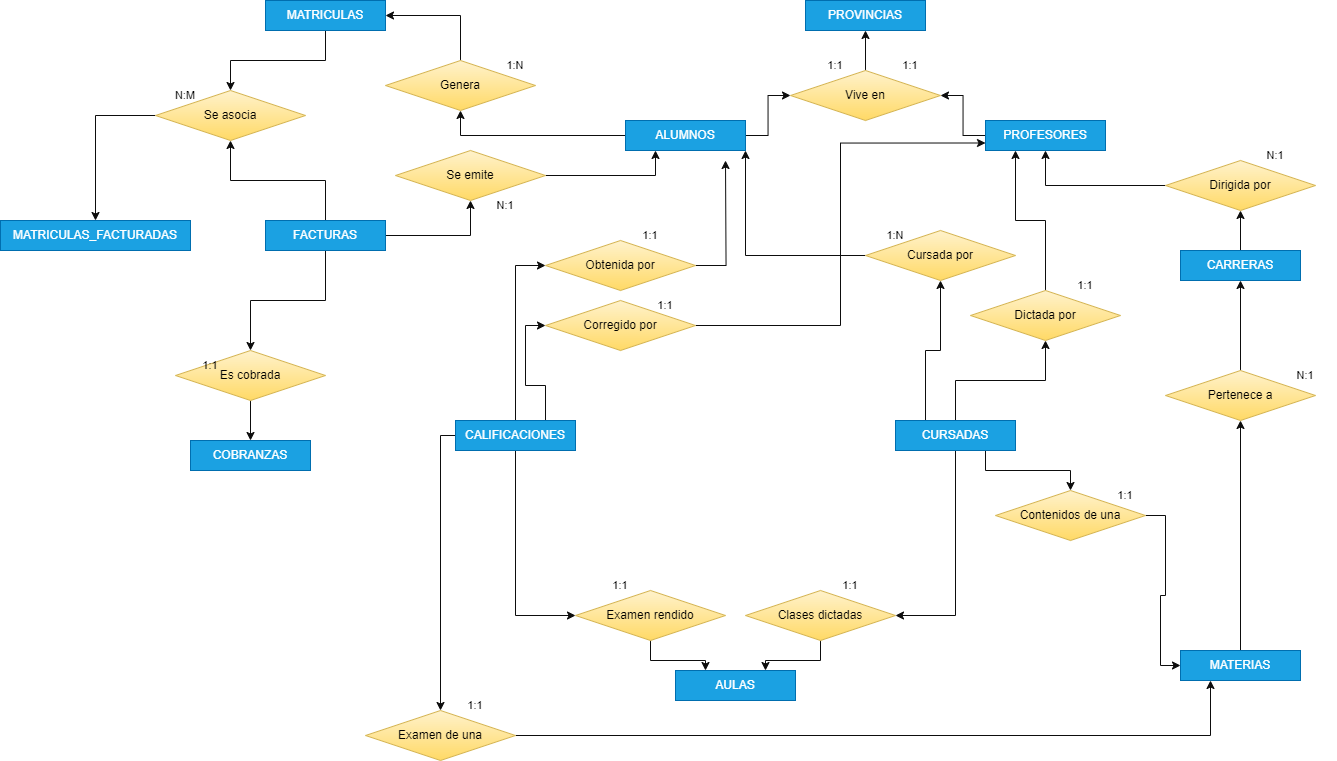 MATRICULAS
PROVINCIAS
1:N
1:1
1:1
Genera
Vive en
N:M
Se asocia
ALUMNOS
PROFESORES
N:1
Se emite
Dirigida por
N:1
MATRICULAS_FACTURADAS
FACTURAS
1:1
1:N
Obtenida por
Cursada por
CARRERAS
1:1
1:1
Corregido por
Dictada por
1:1
Es cobrada
N:1
Pertenece a
CALIFICACIONES
CURSADAS
COBRANZAS
1:1
Contenidos de una
1:1
1:1
Examen rendido
Clases dictadas
MATERIAS
AULAS
1:1
Examen de una